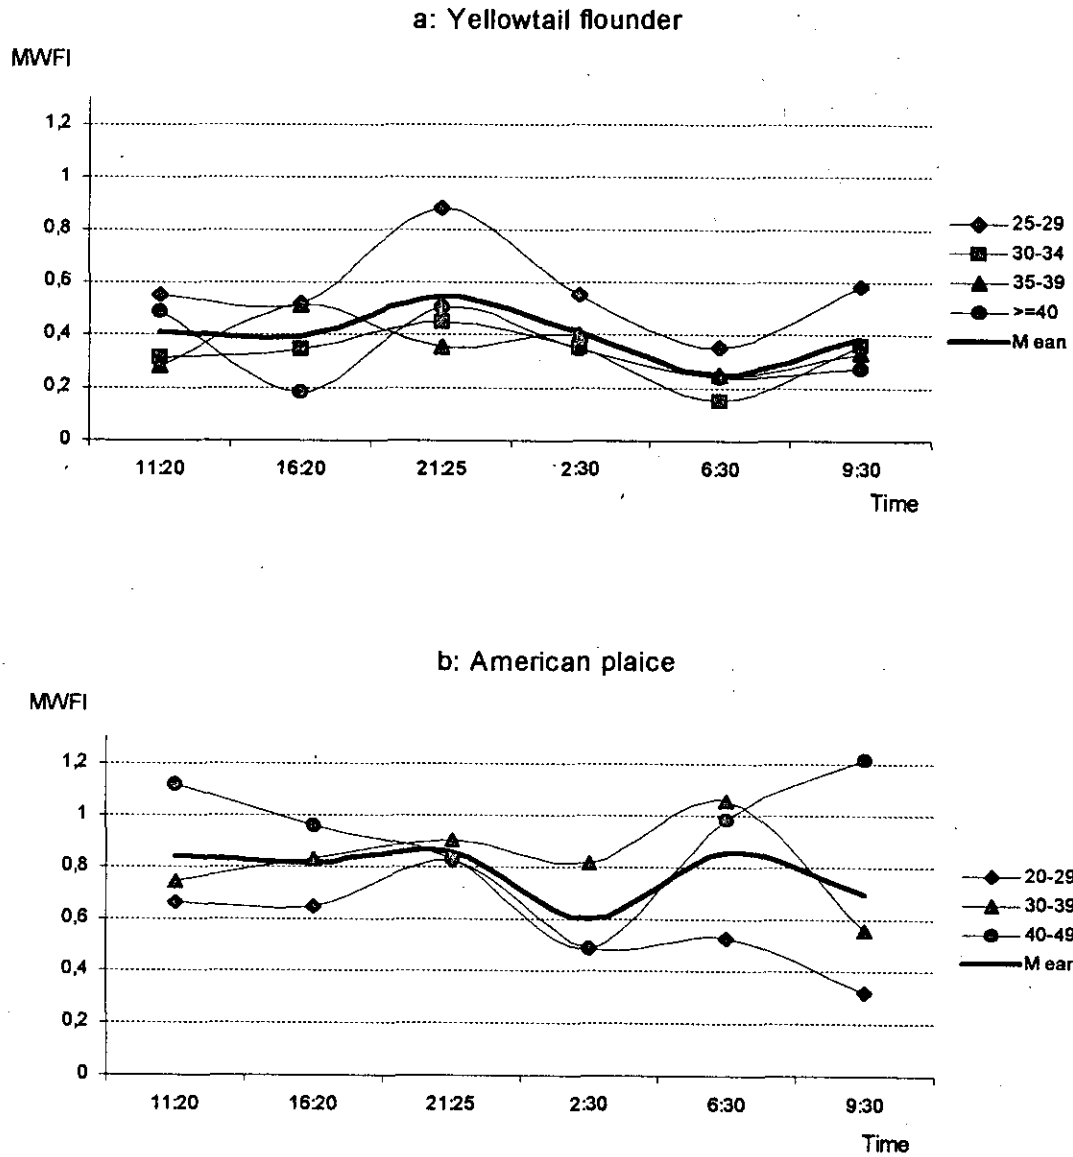 a: Yellowtail flounder
MWFI
1,2
1
0,8
0,6
0,4
0,2
0
11:20 16:20 21:25 2:30 6:30 9:30
Time
25-29
30-34
35-39
>=40
Mean
b: American plaice
MWFI
1,2
1
0,8
0,6
0,4
0,2
0
11:20 16:20 21:25 2:30 6:30 9:30
Time
20-29
30-39
40-49
Mean